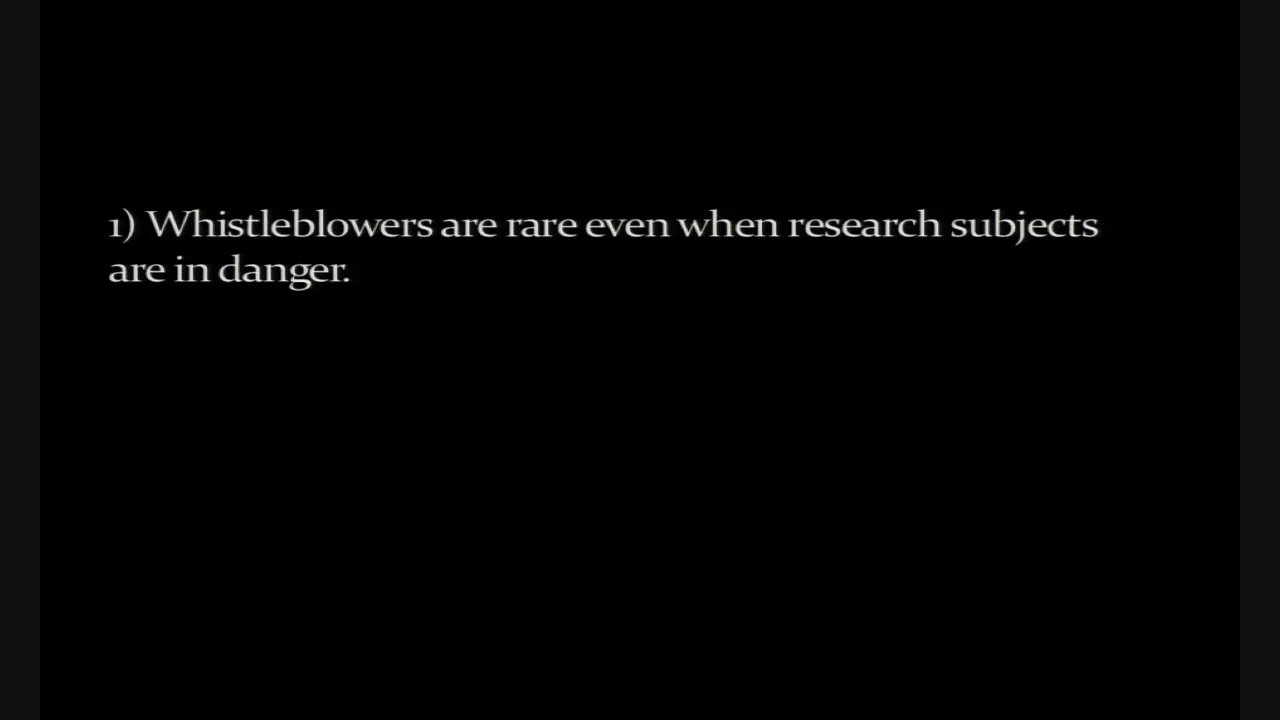 1) Whistleblowers are rare even when research subjects
are in danger.